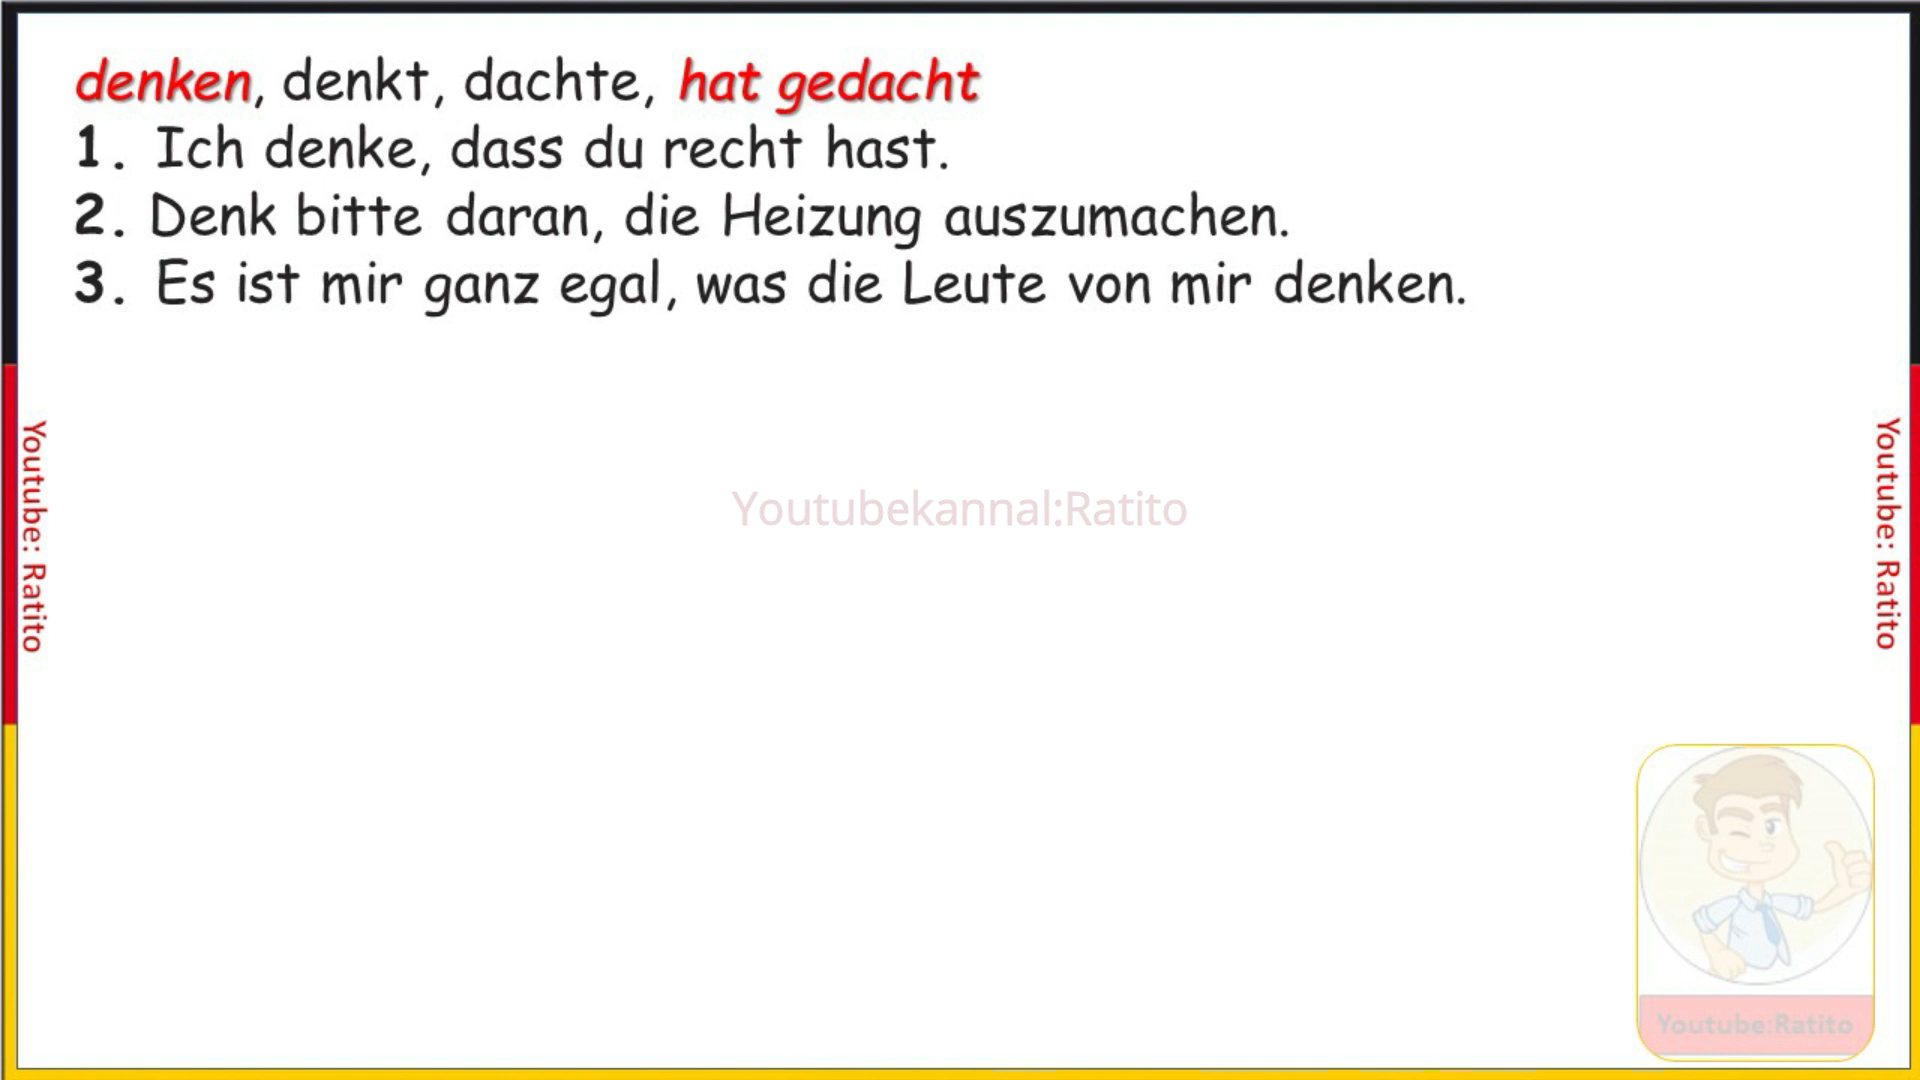 denken, denkt, dachte, hat gedacht
1. Ich denke, dass du recht hast.
2. Denk bitte daran, die Heizung auszumachen.
3. Es ist mir ganz egal, was die Leute von mir denken.
Youtube: Ratito
Youtubekannal:Ratito
Youtube: Ratito
Youtube:Ratito